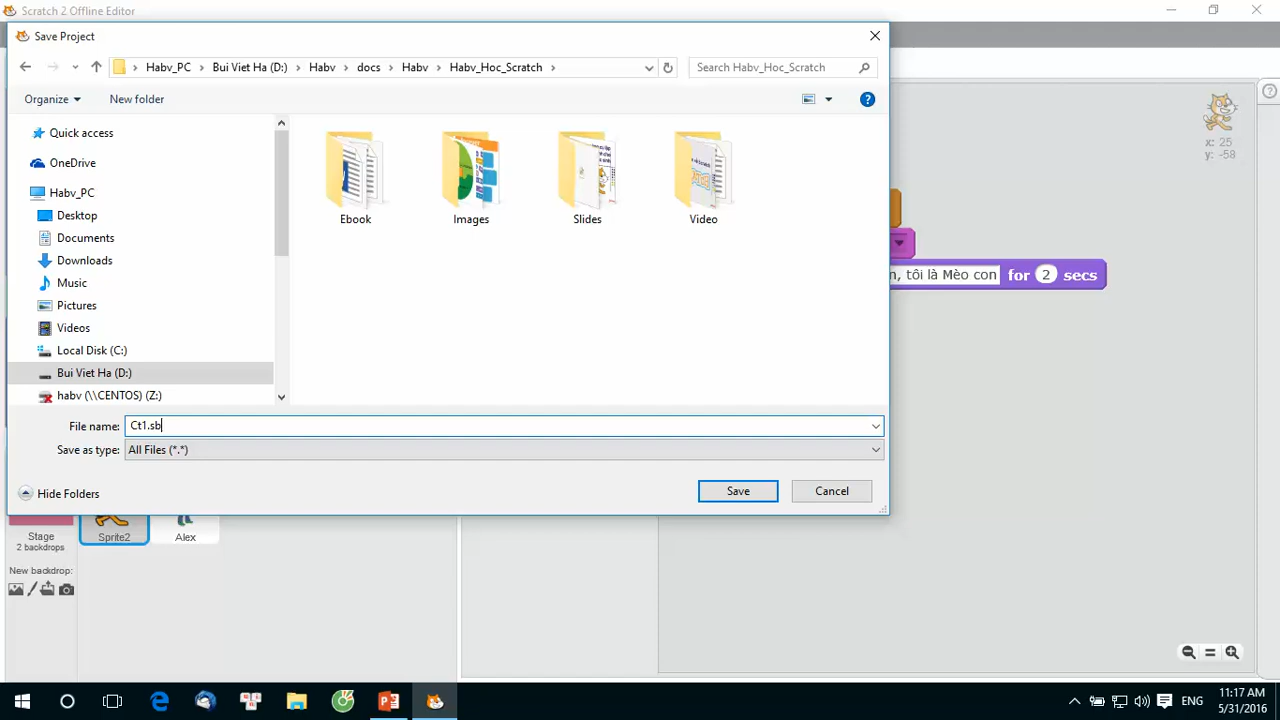 Scratch 2 Offline Editor
Save Project
Habv_PC Bui Viet Ha (D:) Habv docs Habv Habv_Hoc_Scratch
Search Habv_Hoc_Scratch
Organize New folder
Quick access
OneDrive
Habv_PC
Desktop
Documents
Downloads
Music
Pictures
Videos
Local Disk (C:)
Bui Viet Ha (D:)
habv (\\CENTOS) (Z:)
Ebook Images Slides Video
File name: Ct1.sb
Save as type: All Files (*.*)
Hide Folders
Save Cancel
x: 25
y: -58
n, tôi là Mèo con for 2 secs
Stage
2 backdrops
Sprite2 Alex
New backdrop:
ENG
11:17 AM
5/31/2016